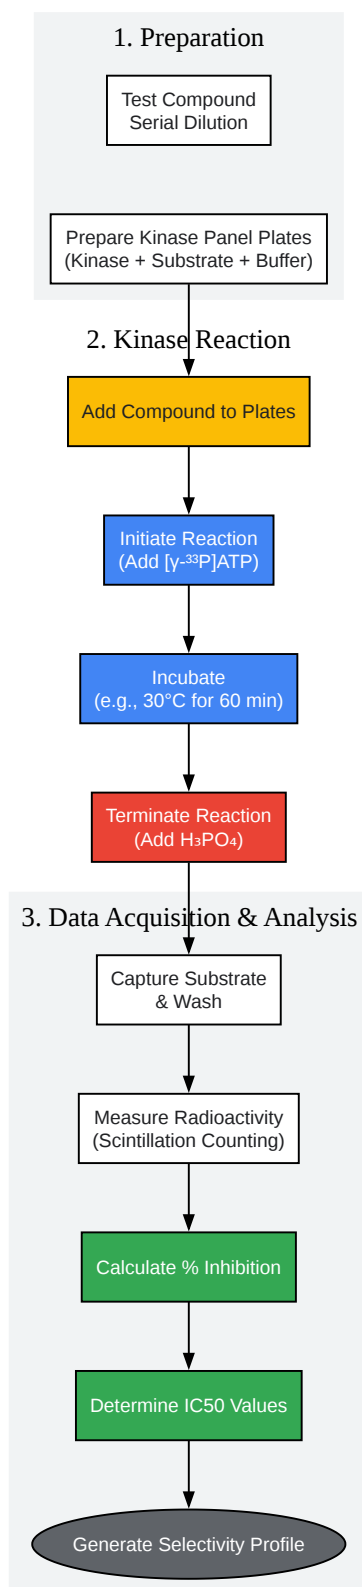 1. Preparation
Test Compound
Serial Dilution
Prepare Kinase Panel Plates
(Kinase + Substrate + Buffer)
2. Kinase Reaction
Add Compound to Plates
Initiate Reaction
(Add [γ-³³P]ATP)
Incubate
(e.g., 30°C for 60 min)
Terminate Reaction
(Add H₃PO₄)
3. Data Acquisition & Analysis
Capture Substrate
& Wash
Measure Radioactivity
(Scintillation Counting)
Calculate % Inhibition
Determine IC50 Values
Generate Selectivity Profile